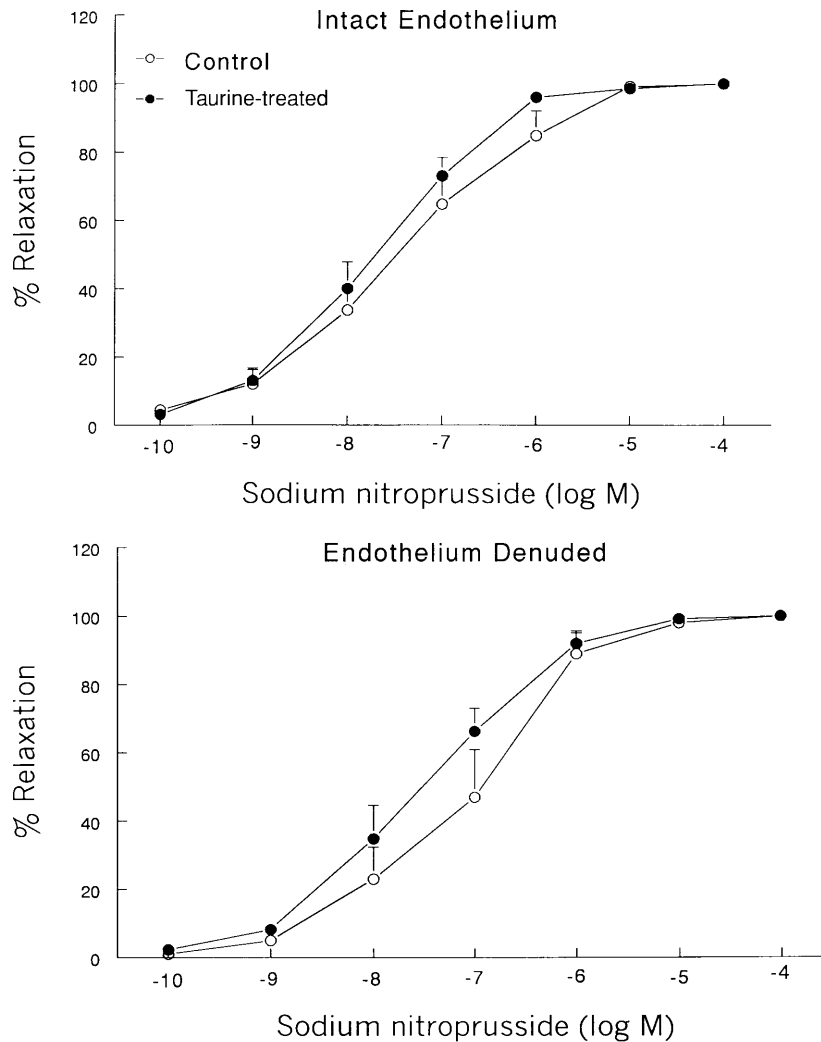 Intact Endothelium
Control
Taurine-treated
120
100
80
60
40
20
0
% Relaxation
-10 -9 -8 -7 -6 -5 -4
Sodium nitroprusside (log M)
Endothelium Denuded
120
100
80
60
40
20
0
% Relaxation
-10 -9 -8 -7 -6 -5 -4
Sodium nitroprusside (log M)